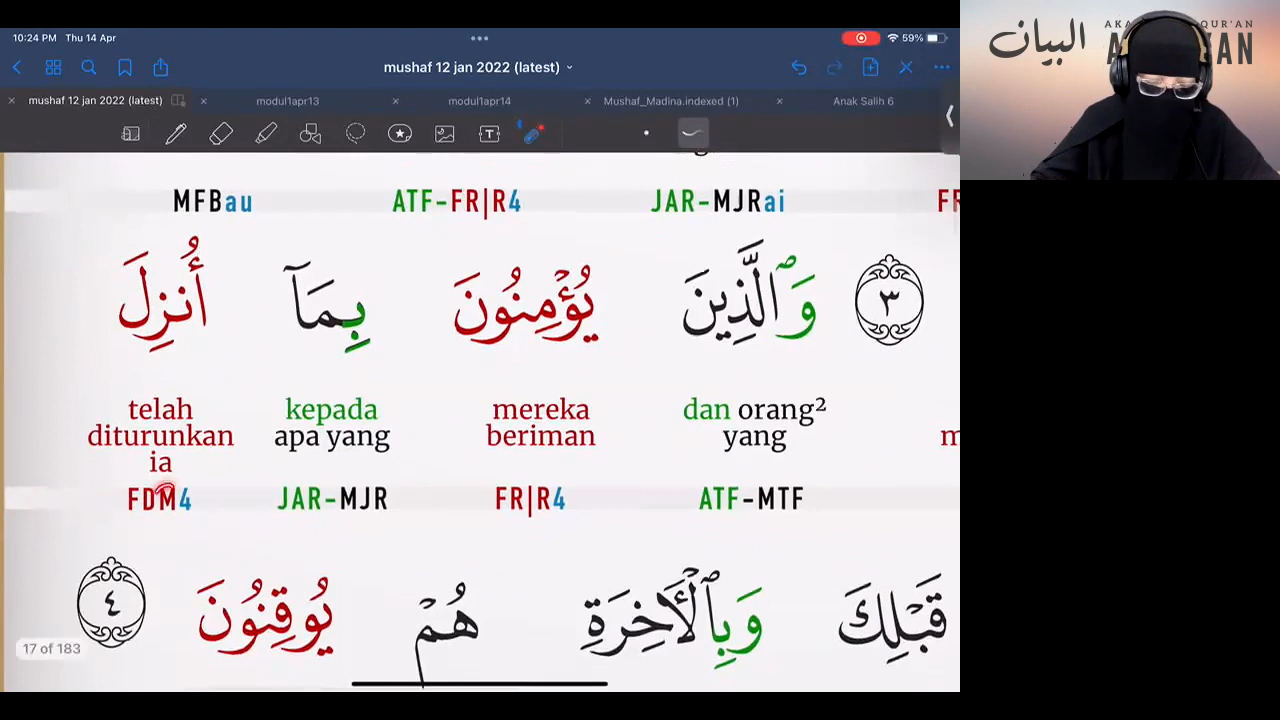 10:24 PM Thu 14 Apr
59%
mushaf 12 jan 2022 (latest)
mushaf 12 jan 2022 (latest)
modul1apr13
modul1apr14
Mushaf_Madina.indexed (1)
Anak Salih 6
البيان
MFBau ATF-FR|R4 JAR-MJRai
٣ وَٱلَّذِينَ يُؤْمِنُونَ بِمَآ أُنزِلَ
telah kepada mereka dan orang²
diturunkan apa yang beriman yang
ia
FDM4 JAR-MJR FR|R4 ATF-MTF
قَبْلِكَ وَبِٱلْأَخِرَةِ هُمْ يُوقِنُونَ ٤
17 of 183